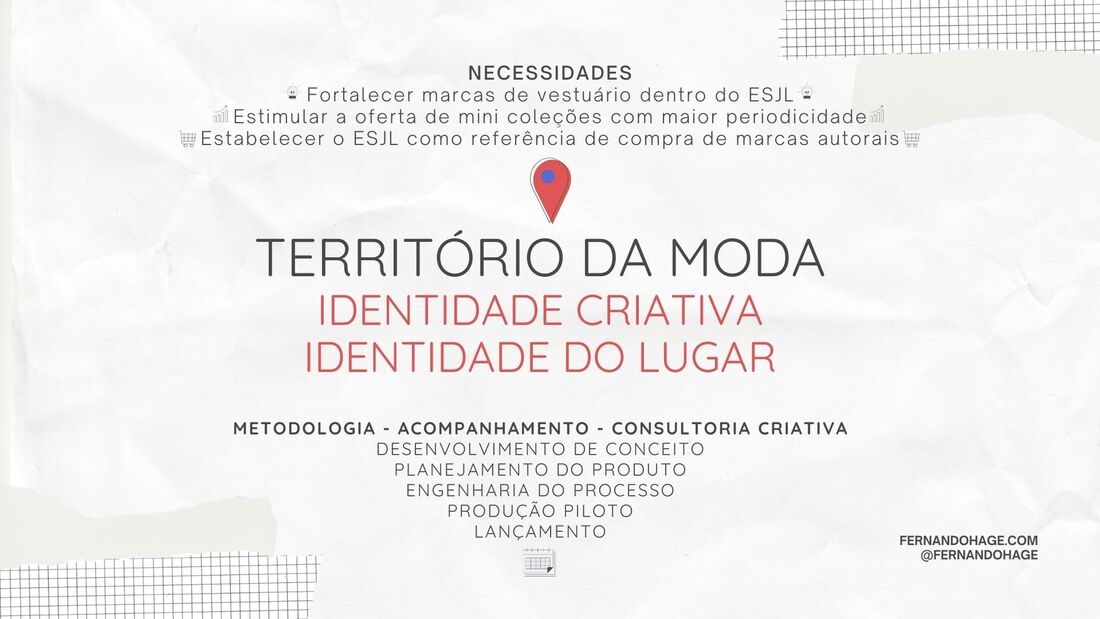 NECESSIDADES
Fortalecer marcas de vestuário dentro do ESJL
Estimular a oferta de mini coleções com maior periodicidade
Estabelecer o ESJL como referência de compra de marcas autorais
TERRITÓRIO DA MODA
IDENTIDADE CRIATIVA
IDENTIDADE DO LUGAR
METODOLOGIA - ACOMPANHAMENTO - CONSULTORIA CRIATIVA
DESENVOLVIMENTO DE CONCEITO
PLANEJAMENTO DO PRODUTO
ENGENHARIA DO PROCESSO
PRODUÇÃO PILOTO
LANÇAMENTO
FERNANDOHAGE.COM
@FERNANDOHAGE